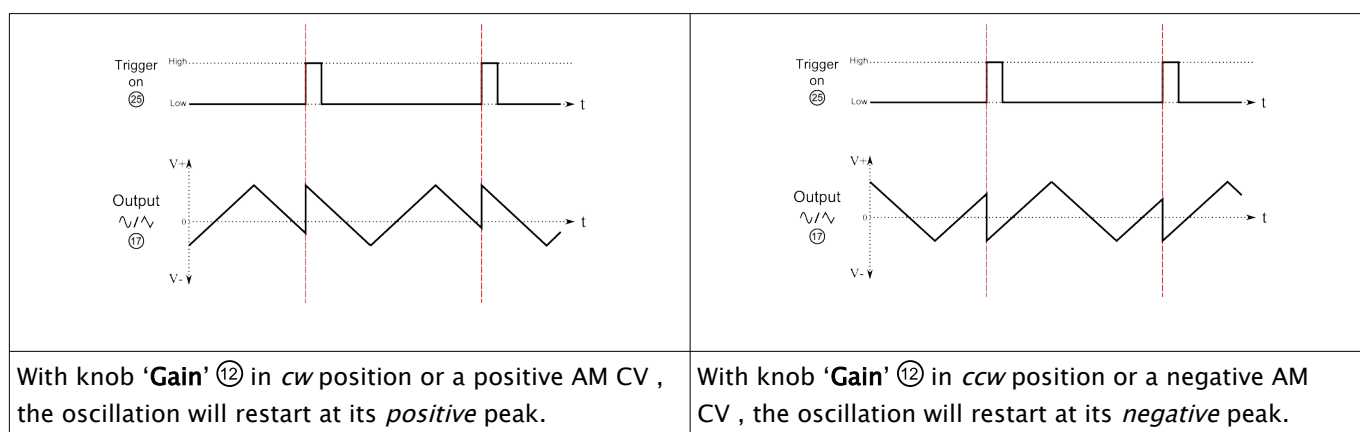 Trigger
on
㉕
High
Low
t
V+
Output
∿/
⑰
0
t
V-
With knob ‘Gain’ ⑫ in cw position or a positive AM CV ,
the oscillation will restart at its positive peak.
Trigger
on
㉕
High
Low
t
V+
Output
∿/
⑰
0
t
V-
With knob ‘Gain’ ⑫ in ccw position or a negative AM
CV , the oscillation will restart at its negative peak.